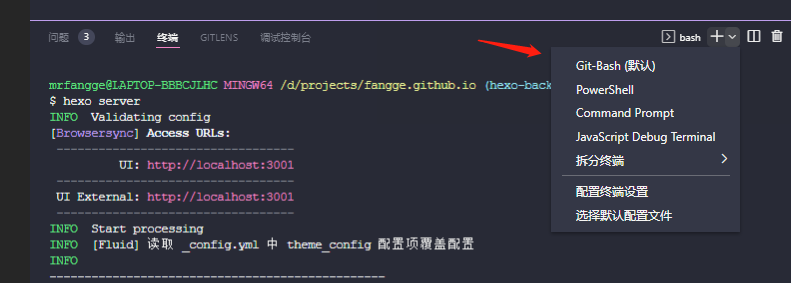 问题 3 输出 终端 GITLENS 调试控制台 bash
mrfangge@LAPTOP-BBBCJLHC MINGW64 /d/projects/fangge.github.io (hexo-back
$ hexo server
INFO Validating config
[Browsersync] Access URLs:
----------------------------------
UI: http://localhost:3001
----------------------------------
UI External: http://localhost:3001
----------------------------------
INFO Start processing
INFO [Fluid] 读取 _config.yml 中 theme_config 配置项覆盖配置
INFO
------------------------------------------------
Git-Bash (默认)
PowerShell
Command Prompt
JavaScript Debug Terminal
拆分终端
配置终端设置
选择默认配置文件